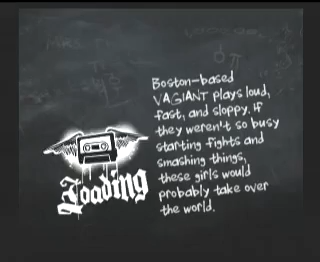 Boston-based
VAGIANT plays loud,
fast, and sloppy. If
they weren't so busy
starting fights and
smashing things,
these girls would
probably take over
the world.
Loading